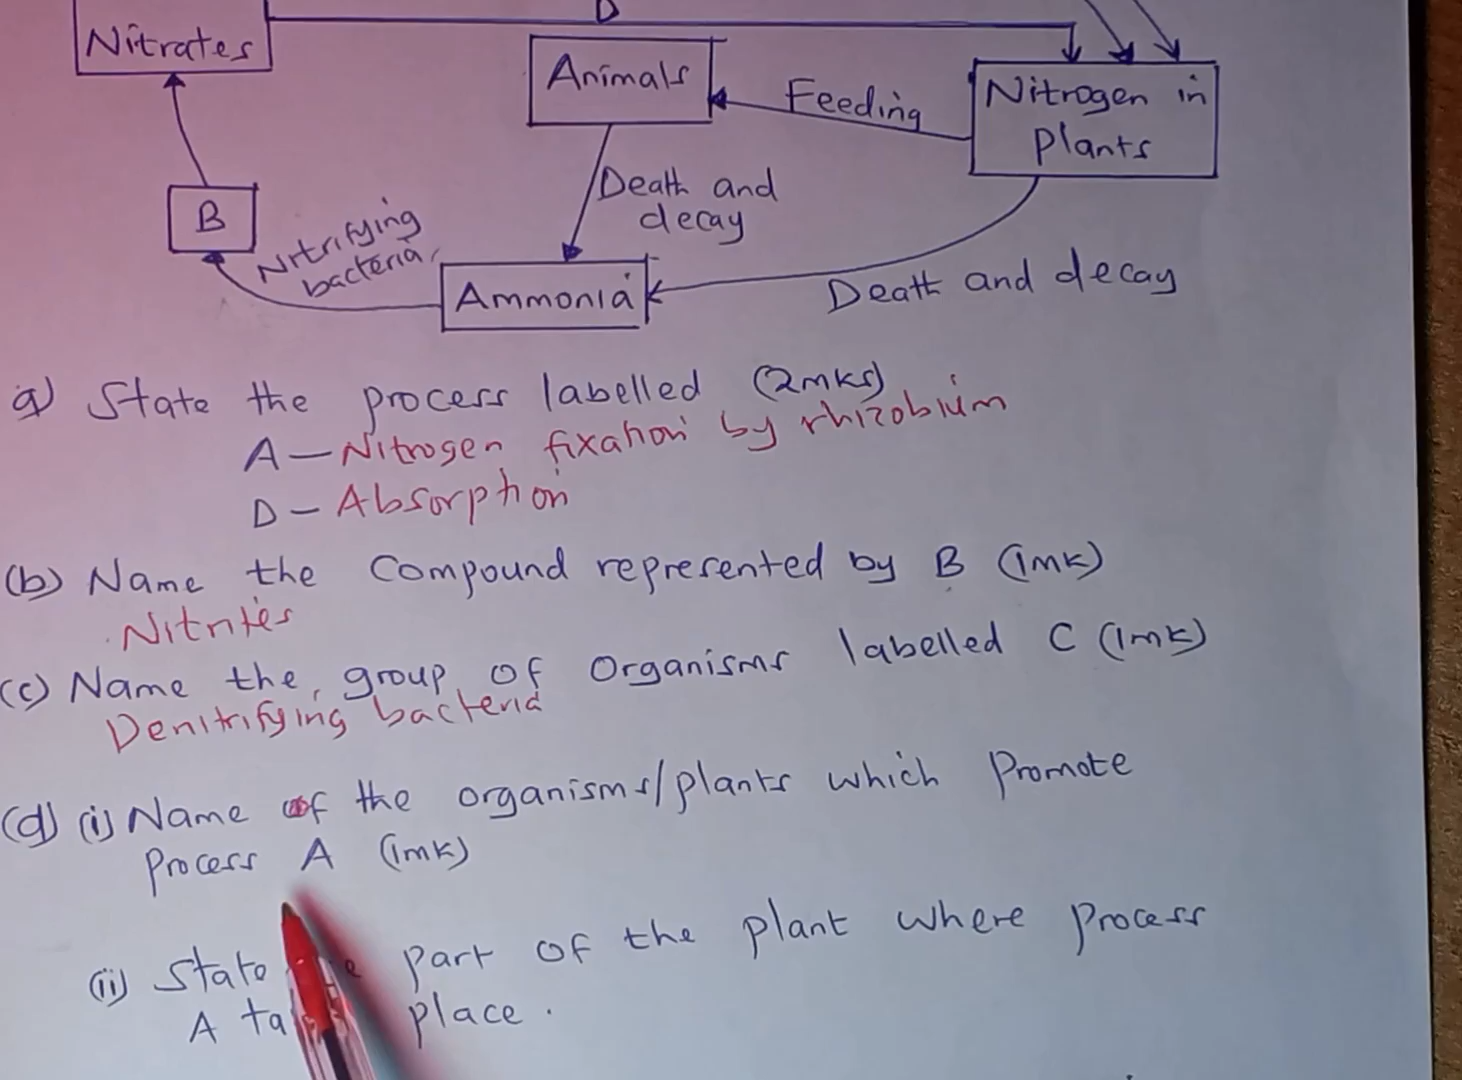 D
Nitrates
Animals
Feeding
Nitrogen in
plants
B
Nitrifying
bacteria
Death and
decay
Ammonia
Death and decay
a) State the process labelled (2mks)
A – Nitrogen fixation by rhizobium
D – Absorption
(b) Name the compound represented by B (1mk)
Nitrites
(c) Name the group of organisms labelled C (1mk)
Denitrifying bacteria
(d) (i) Name of the organisms/plants which promote
process A (1mk)
(ii) State part of the plant where process
A place.